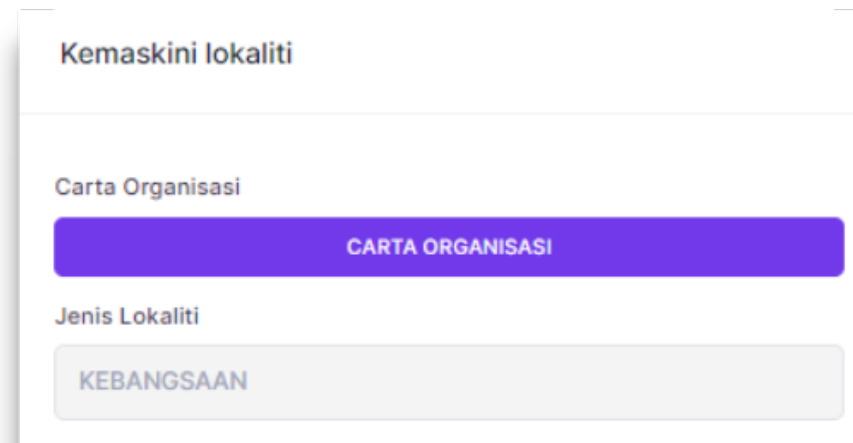 Kemaskini lokaliti
Carta Organisasi
CARTA ORGANISASI
Jenis Lokaliti
KEBANGSAAN